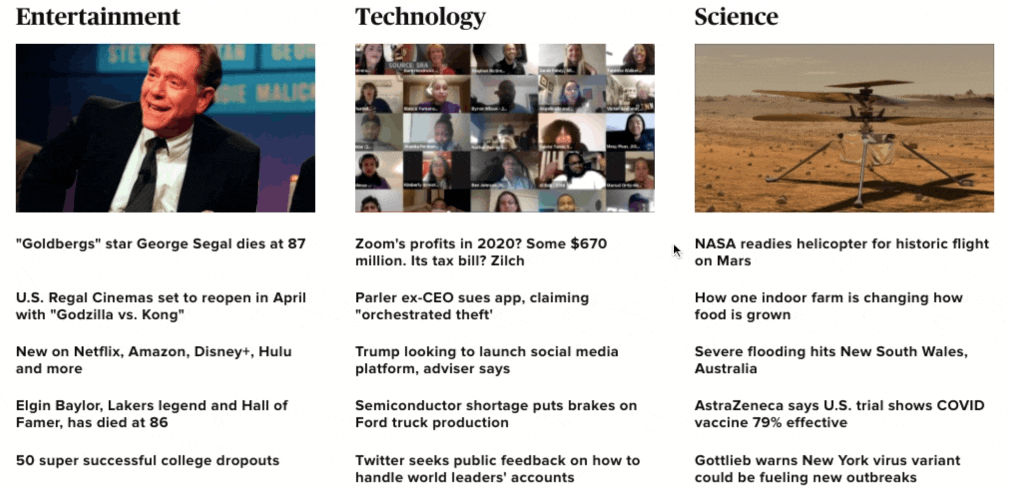 Entertainment
Technology
Science
STEV
AN
GEO
GIE MALICK
SOURCE: SRA
"Goldbergs" star George Segal dies at 87
U.S. Regal Cinemas set to reopen in April
with "Godzilla vs. Kong"
New on Netflix, Amazon, Disney+, Hulu
and more
Elgin Baylor, Lakers legend and Hall of
Famer, has died at 86
50 super successful college dropouts
Zoom's profits in 2020? Some $670
million. Its tax bill? Zilch
Parler ex-CEO sues app, claiming
"orchestrated theft'
Trump looking to launch social media
platform, adviser says
Semiconductor shortage puts brakes on
Ford truck production
Twitter seeks public feedback on how to
handle world leaders' accounts
NASA readies helicopter for historic flight
on Mars
How one indoor farm is changing how
food is grown
Severe flooding hits New South Wales,
Australia
AstraZeneca says U.S. trial shows COVID
vaccine 79% effective
Gottlieb warns New York virus variant
could be fueling new outbreaks